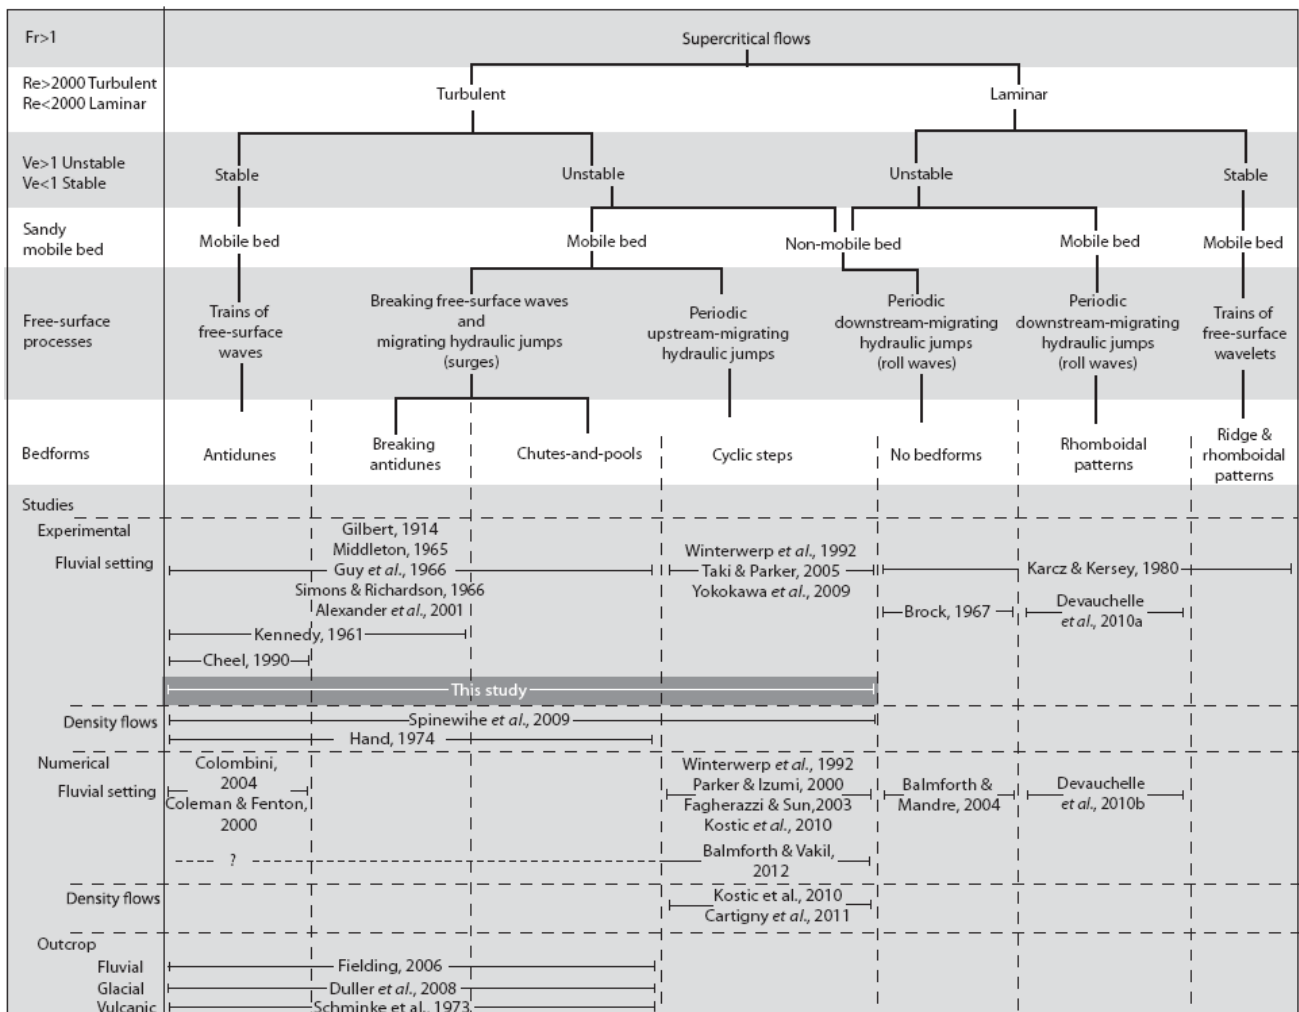 Fr>1
Supercritical flows
Re>2000 Turbulent
Re<2000 Laminar
Turbulent
Laminar
Ve>1 Unstable
Ve<1 Stable
Stable
Unstable
Unstable
Stable
Sandy
mobile bed
Mobile bed
Mobile bed
Non-mobile bed
Mobile bed
Mobile bed
Free-surface
processes
Trains of
free-surface
waves
Breaking free-surface waves
and
migrating hydraulic jumps
(surges)
Periodic
upstream-migrating
hydraulic jumps
Periodic
downstream-migrating
hydraulic jumps
(roll waves)
Periodic
downstream-migrating
hydraulic jumps
(roll waves)
Trains of
free-surface
wavelets
Bedforms
Antidunes
Breaking
antidunes
Chutes-and-pools
Cyclic steps
No bedforms
Rhomboidal
patterns
Ridge &
rhomboidal
patterns
Studies
Experimental
Fluvial setting
Gilbert, 1914
Middleton, 1965
Guy et al., 1966
Simons & Richardson, 1966
Alexander et al., 2001
Winterwerp et al., 1992
Taki & Parker, 2005
Yokokawa et al., 2009
Karcz & Kersey, 1980
Brock, 1967
Devauchelle
et al., 2010a
Kennedy, 1961
Cheel, 1990
This study
Density flows
Spinewihe et al., 2009
Hand, 1974
Numerical
Fluvial setting
Colombini,
2004
Coleman & Fenton,
2000
Winterwerp et al., 1992
Parker & Izumi, 2000
Fagherazzi & Sun,2003
Kostic et al., 2010
Balmforth &
Mandre, 2004
Devauchelle
et al., 2010b
?
Balmforth & Vakil,
2012
Density flows
Kostic et al., 2010
Cartigny et al., 2011
Outcrop
Fluvial
Fielding, 2006
Glacial
Duller et al., 2008
Vulcanic
Schminke et al., 1973